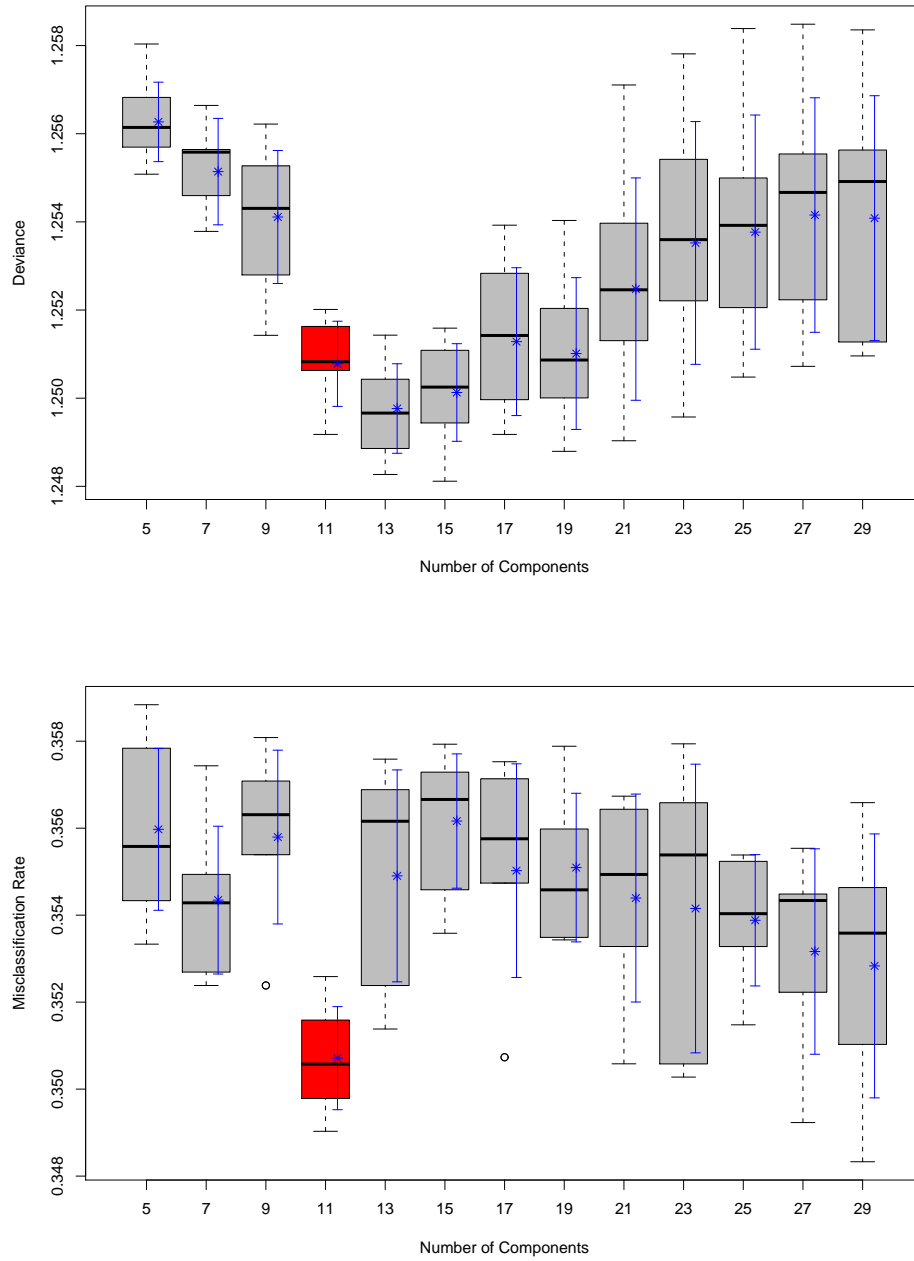 1.258
1.256
1.254
1.252
1.250
1.248
Deviance
5 7 9 11 13 15 17 19 21 23 25 27 29
Number of Components
0.358
0.356
0.354
0.352
0.350
0.348
Misclassification Rate
5 7 9 11 13 15 17 19 21 23 25 27 29
Number of Components